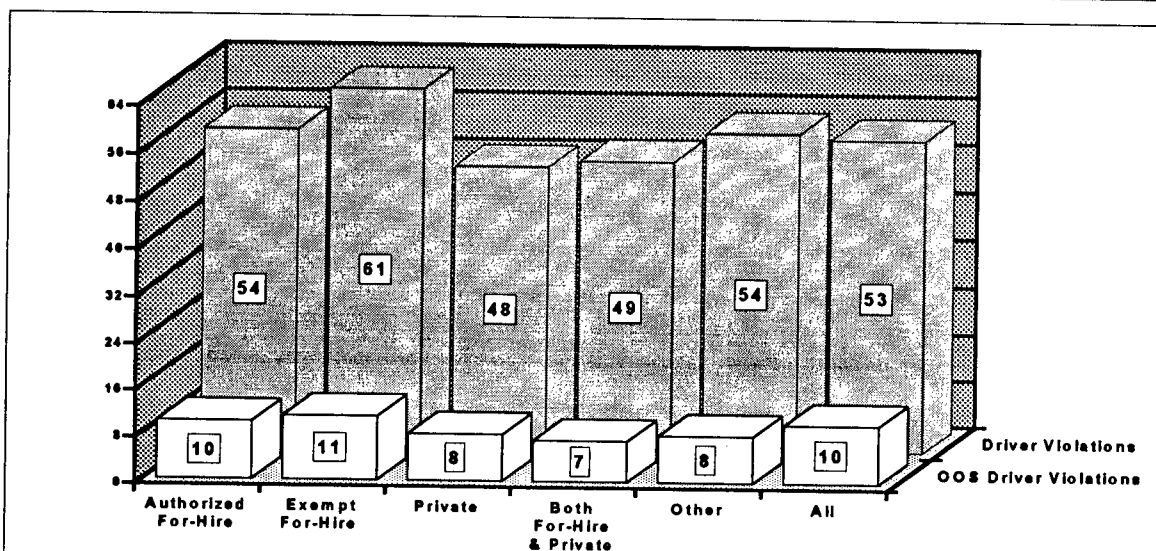 64
56
48
40
32
24
16
8
0
54
61
48
49
54
53
10
11
8
7
8
10
Driver Violations
OOS Driver Violations
Authorized
For-Hire
Exempt
For-Hire
Private
Both
For-Hire
& Private
Other
All